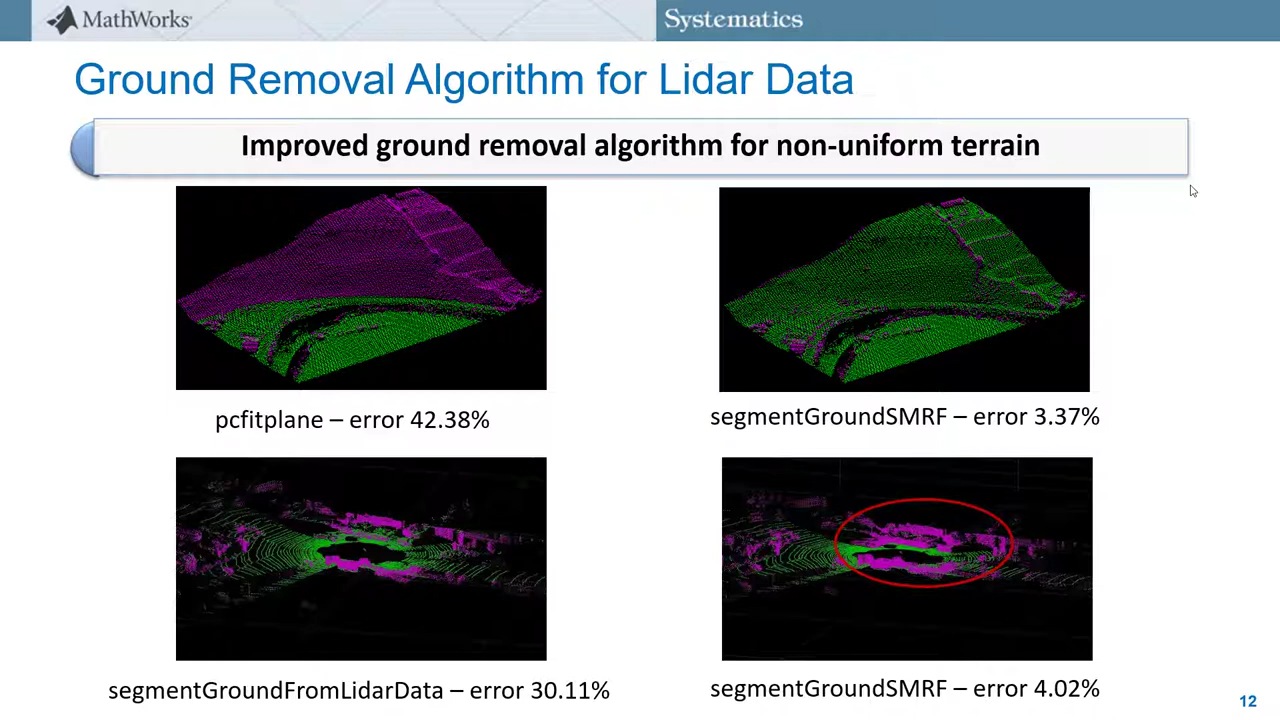 MathWorks®
Systematics
Ground Removal Algorithm for Lidar Data
Improved ground removal algorithm for non-uniform terrain
pcfitplane – error 42.38%
segmentGroundSMRF – error 3.37%
segmentGroundFromLidarData – error 30.11%
segmentGroundSMRF – error 4.02%
12